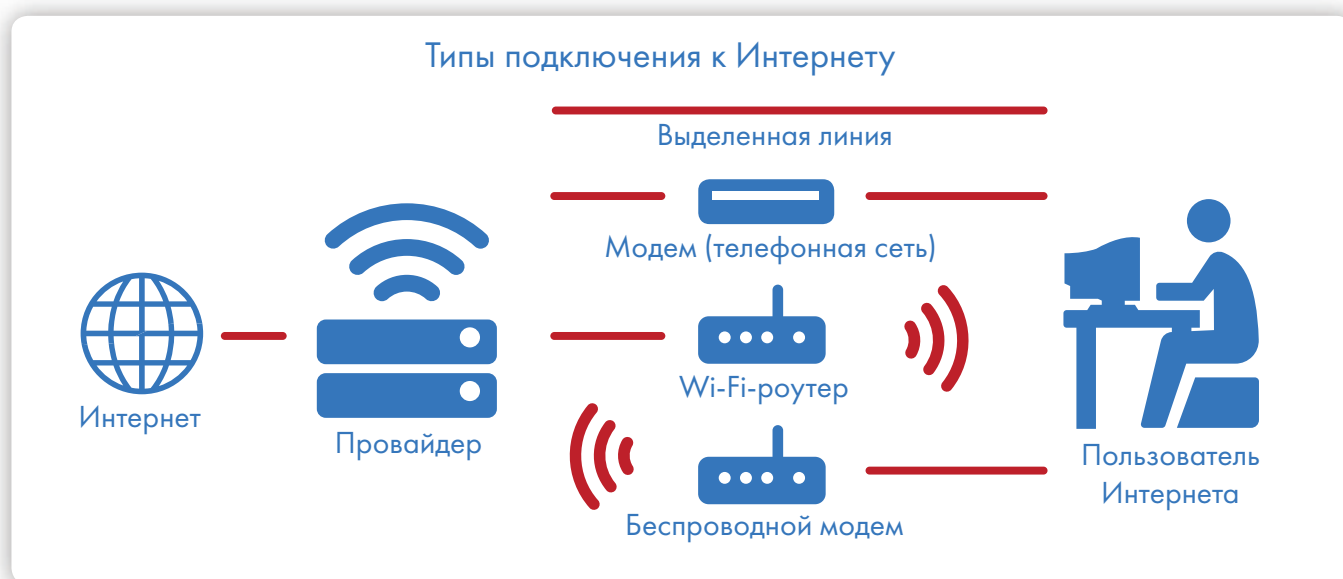 Типы подключения к Интернету
Выделенная линия
Модем (телефонная сеть)
Wi-Fi-роутер
Интернет
Провайдер
Беспроводной модем
Пользователь
Интернета